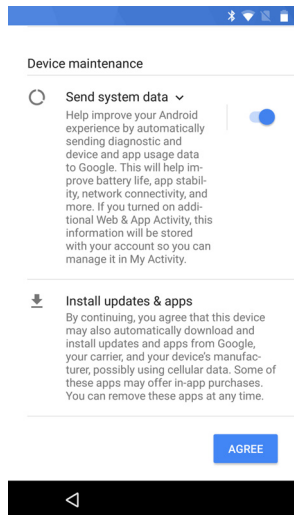 Device maintenance
Send system data
Help improve your Android
experience by automatically
sending diagnostic and
device and app usage data
to Google. This will help im-
prove battery life, app stabil-
ity, network connectivity, and
more. If you turned on addi-
tional Web & App Activity, this
information will be stored
with your account so you can
manage it in My Activity.
Install updates & apps
By continuing, you agree that this device
may also automatically download and
install updates and apps from Google,
your carrier, and your device's manufac-
turer, possibly using cellular data. Some of
these apps may offer in-app purchases.
You can remove these apps at any time.
AGREE